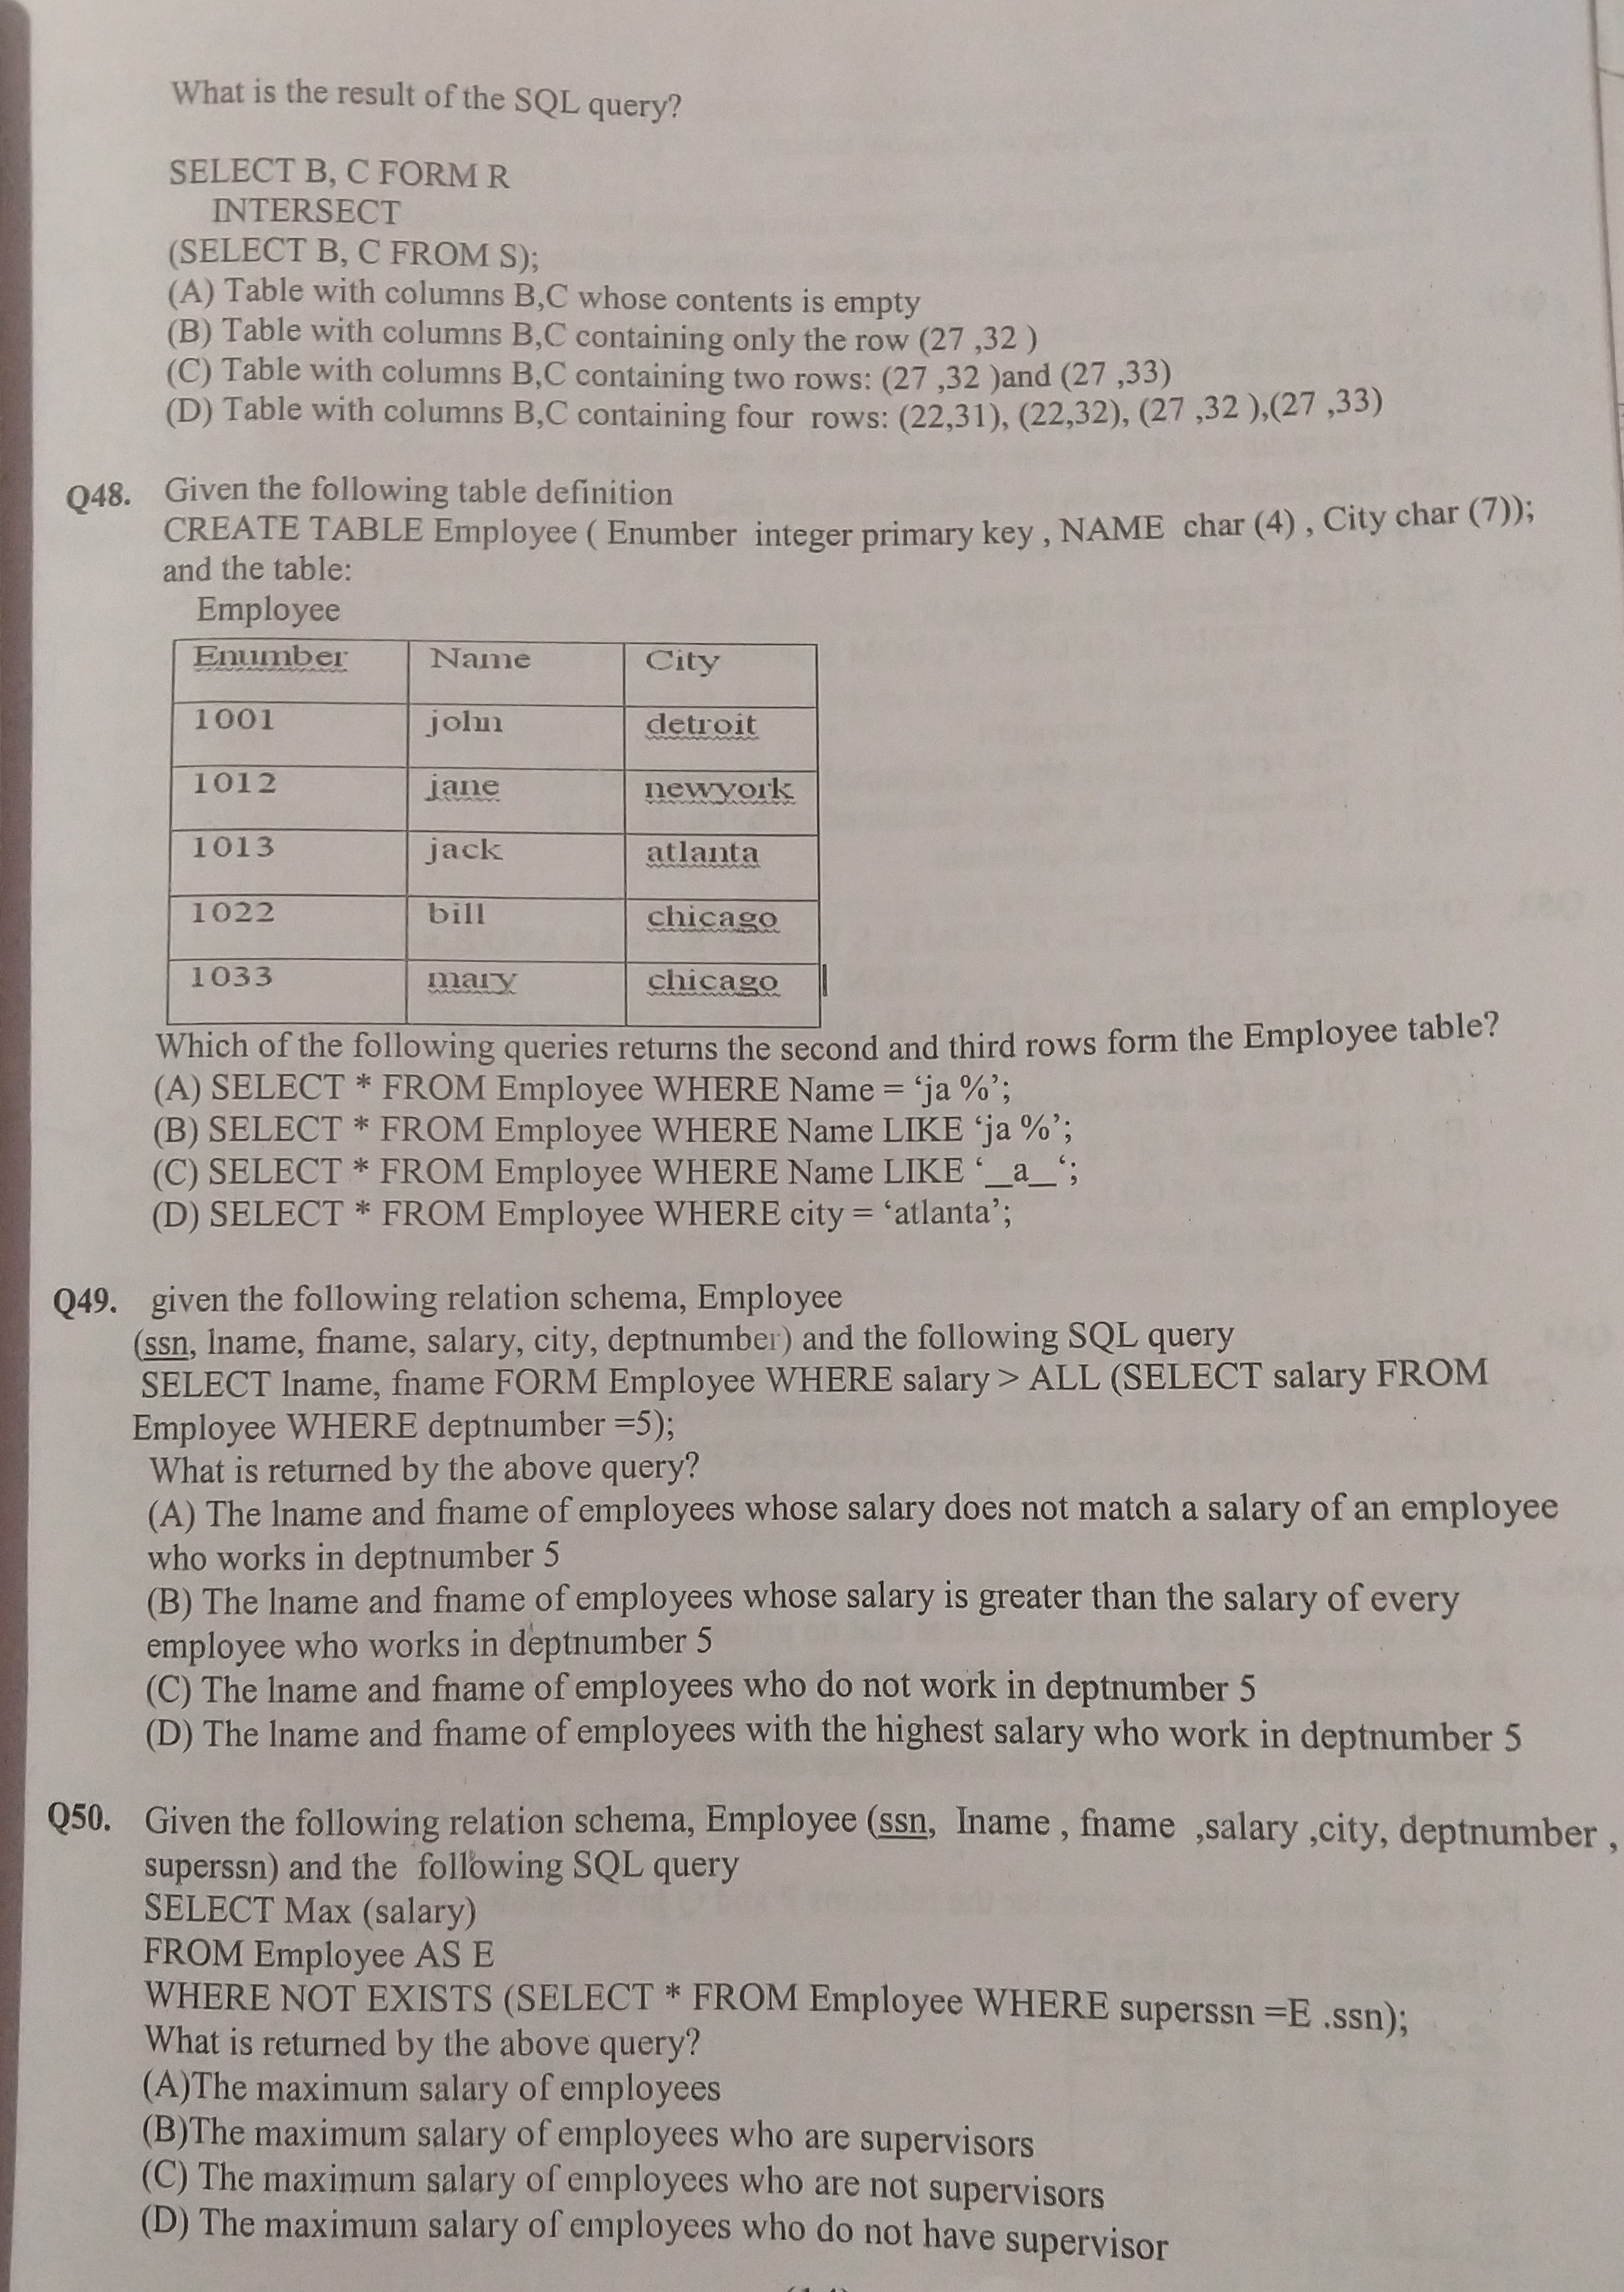 What is the result of the SQL query?
SELECT B, C FORM R
INTERSECT
(SELECT B, C FROM S);
(A) Table with columns B,C whose contents is empty
(B) Table with columns B,C containing only the row (27 ,32 )
(C) Table with columns B,C containing two rows: (27 ,32 )and (27 ,33)
(D) Table with columns B,C containing four rows: (22,31), (22,32), (27 ,32 ),(27 ,33)
Q48. Given the following table definition
CREATE TABLE Employee ( Enumber integer primary key , NAME char (4) , City char (7));
and the table:
Employee
Enumber Name City
1001 john detroit
1012 jane newyork
1013 jack atlanta
1022 bill chicago
1033 mary chicago
Which of the following queries returns the second and third rows form the Employee table?
(A) SELECT * FROM Employee WHERE Name = ‘ja %’;
(B) SELECT * FROM Employee WHERE Name LIKE ‘ja %’;
(C) SELECT * FROM Employee WHERE Name LIKE ‘ _a_ ‘;
(D) SELECT * FROM Employee WHERE city = ‘atlanta’;
Q49. given the following relation schema, Employee
(ssn, lname, fname, salary, city, deptnumber) and the following SQL query
SELECT lname, fname FORM Employee WHERE salary > ALL (SELECT salary FROM
Employee WHERE deptnumber =5);
What is returned by the above query?
(A) The lname and fname of employees whose salary does not match a salary of an employee
who works in deptnumber 5
(B) The lname and fname of employees whose salary is greater than the salary of every
employee who works in deptnumber 5
(C) The lname and fname of employees who do not work in deptnumber 5
(D) The lname and fname of employees with the highest salary who work in deptnumber 5
Q50. Given the following relation schema, Employee (ssn, Iname , fname ,salary ,city, deptnumber ,
superssn) and the following SQL query
SELECT Max (salary)
FROM Employee AS E
WHERE NOT EXISTS (SELECT * FROM Employee WHERE superssn =E .ssn);
What is returned by the above query?
(A)The maximum salary of employees
(B)The maximum salary of employees who are supervisors
(C) The maximum salary of employees who are not supervisors
(D) The maximum salary of employees who do not have supervisor